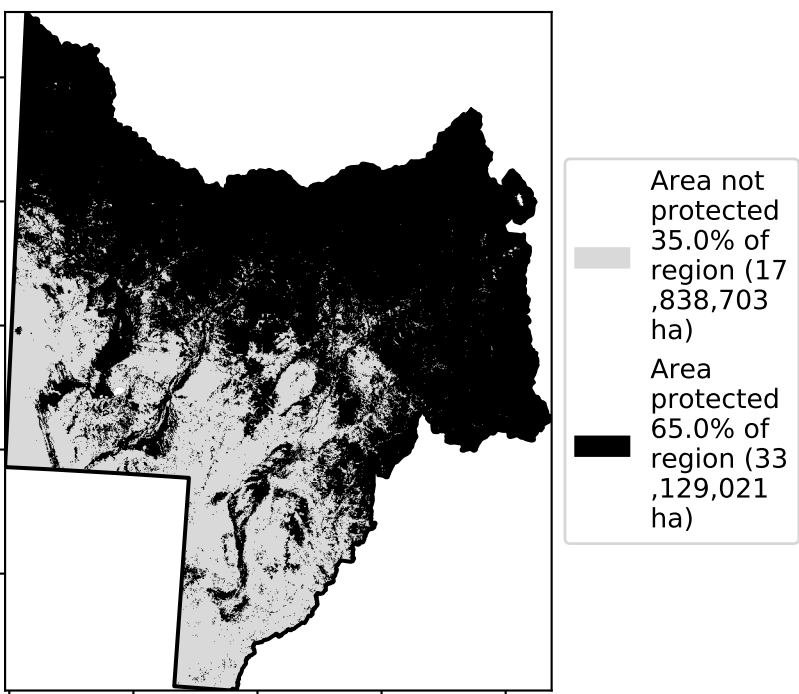 Area not
protected
35.0% of
region (17
,838,703
ha)
Area
protected
65.0% of
region (33
,129,021
ha)